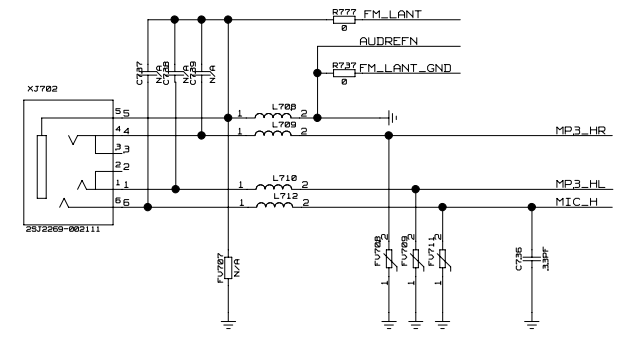 R777 FM_LANT
0
AUDREFN
R737 FM_LANT_GND
0
C737 N/A
C738 N/A
C739 N/A
XJ702
5 5
4 4
3 3
2 2
1 1
6 6
2SJ2269-002111
1 L708 2
1 L709 2
1 L710 2
1 L712 2
MP3_HR
MP3_HL
MIC_H
FV707 N/A
FV708 1 2
FV709 1 2
FV711 1 2
C736 33PF